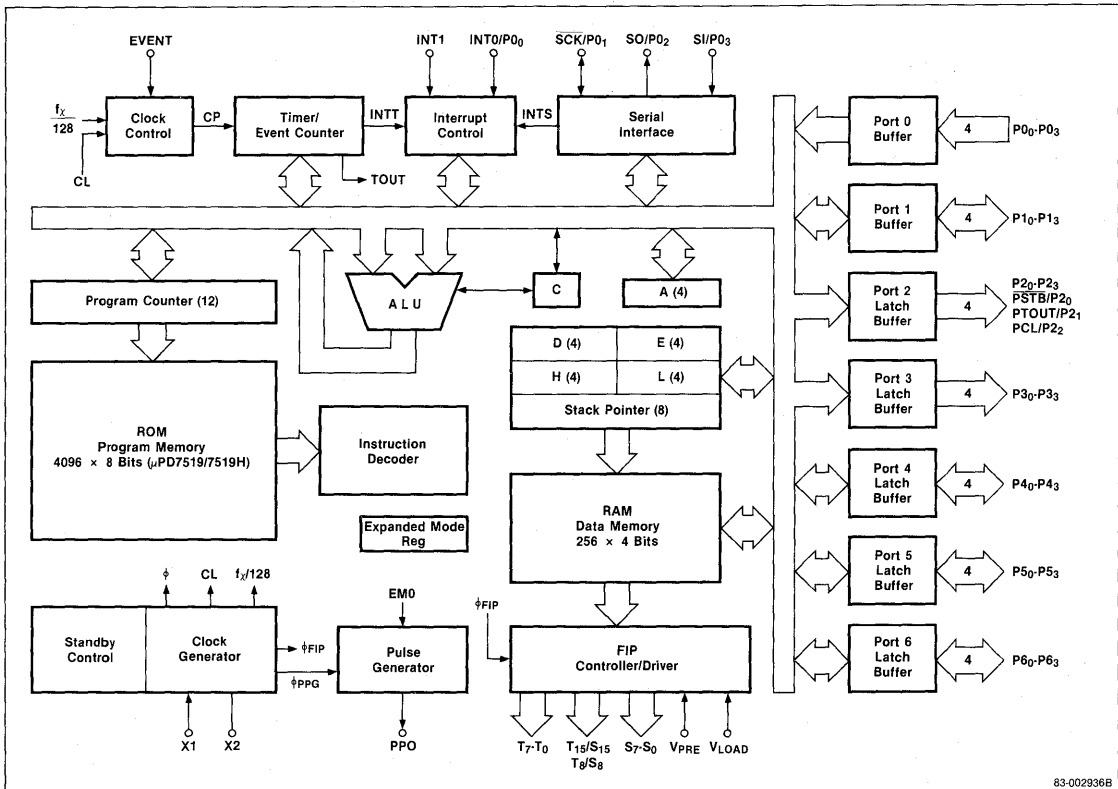 EVENT
INT1
INT0/P0₀
SCK/P0₁
SO/P0₂
SI/P0₃
fχ
128
CL
Clock
Control
CP
Timer/
Event Counter
INTT
TOUT
Interrupt
Control
INTS
Serial
Interface
Port 0
Buffer
4
P0₀-P0₃
Port 1
Buffer
4
P1₀-P1₃
Program Counter (12)
ALU
C
A (4)
Port 2
Latch
Buffer
4
P2₀-P2₃
PSTB/P2₀
PTOUT/P2₁
PCL/P2₂
D (4)
E (4)
H (4)
L (4)
Stack Pointer (8)
Port 3
Latch
Buffer
4
P3₀-P3₃
ROM
Program Memory
4096 × 8 Bits (μPD7519/7519H)
Instruction
Decoder
Expanded Mode
Reg
RAM
Data Memory
256 × 4 Bits
Port 4
Latch
Buffer
4
P4₀-P4₃
Port 5
Latch
Buffer
4
P5₀-P5₃
ϕ
CL
fχ/128
Standby
Control
Clock
Generator
ϕFIP
ϕPPG
X1
X2
EM0
Pulse
Generator
PPO
ϕFIP
FIP
Controller/Driver
T₇-T₀
T₁₅/S₁₅
T₈/S₈
S₇-S₀
VPRE
VLOAD
Port 6
Latch
Buffer
4
P6₀-P6₃
83-002936B